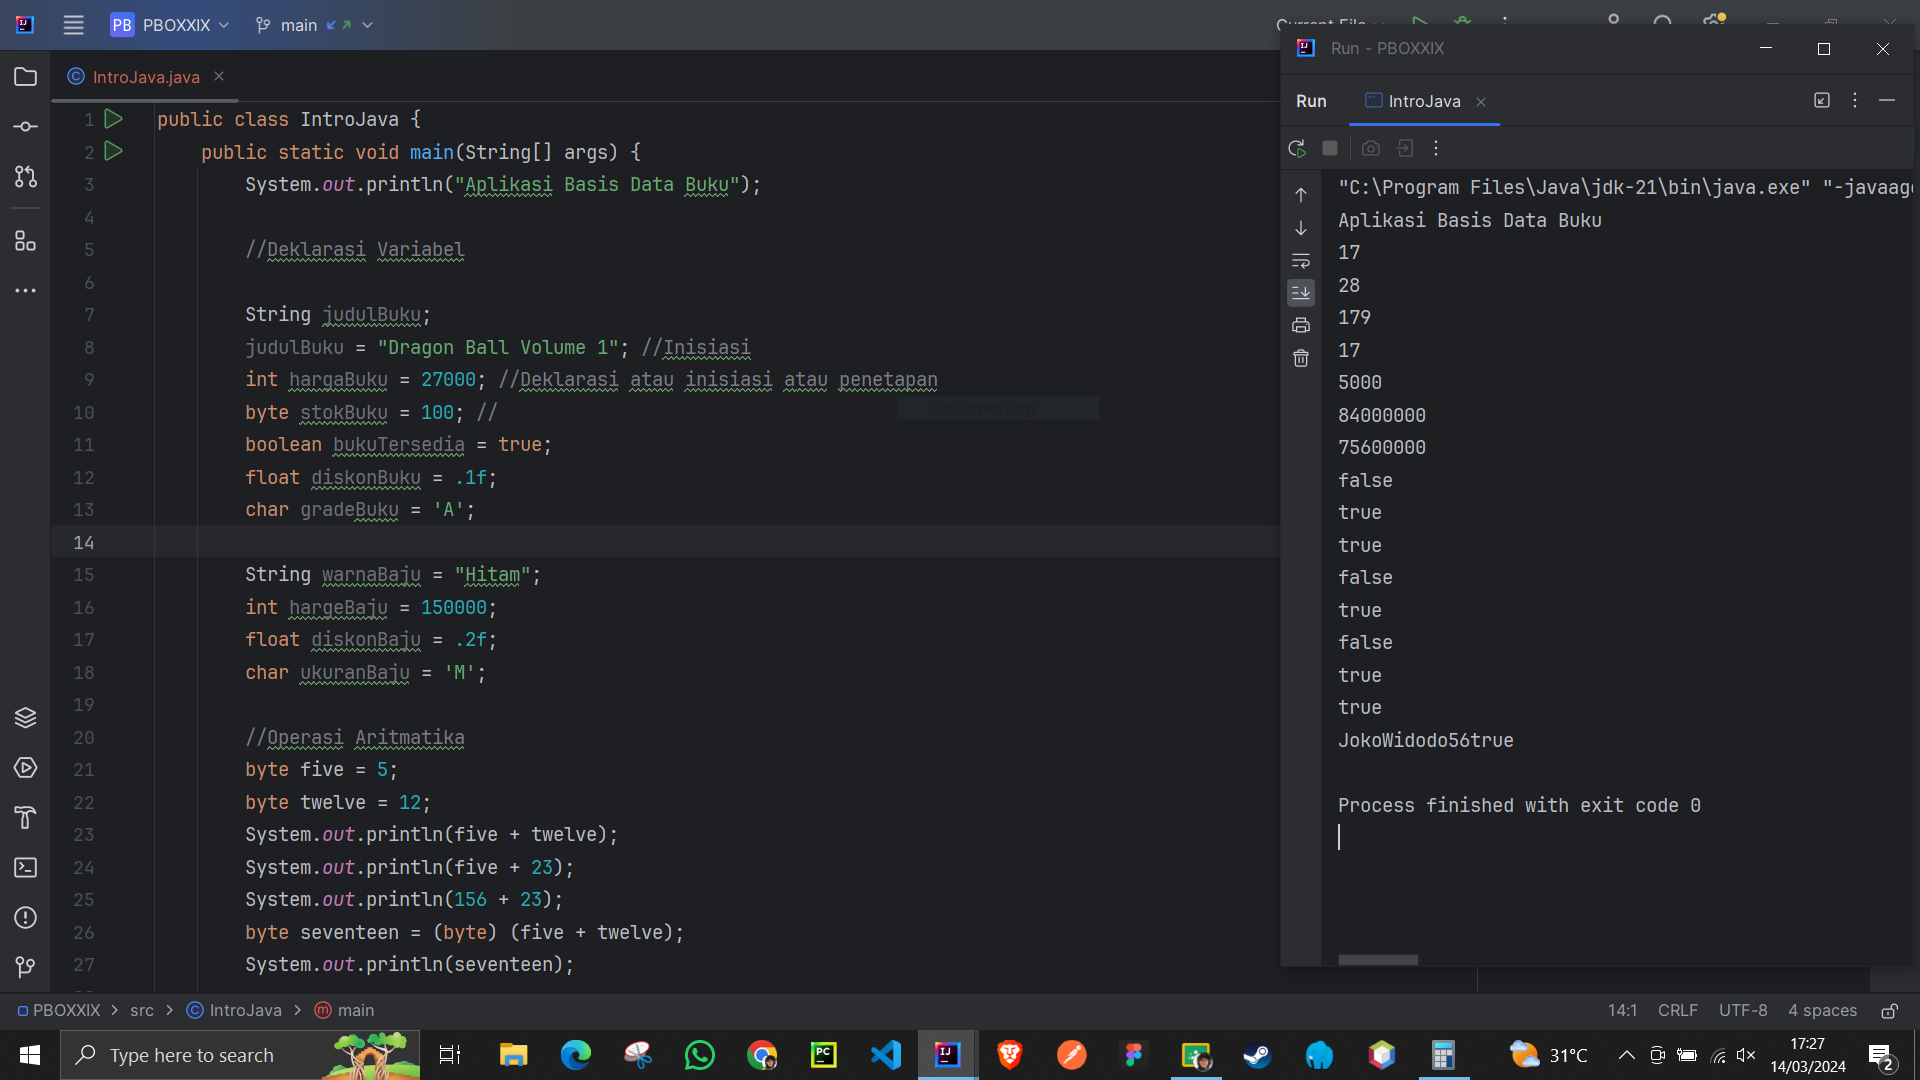 PB PBOXXIX main
Current File
IntroJava.java
1 public class IntroJava {
2 public static void main(String[] args) {
3 System.out.println("Aplikasi Basis Data Buku");
4
5 //Deklarasi Variabel
6
7 String judulBuku;
8 judulBuku = "Dragon Ball Volume 1"; //Inisiasi
9 int hargaBuku = 27000; //Deklarasi atau inisiasi atau penetapan
10 byte stokBuku = 100; //
11 boolean bukuTersedia = true;
12 float diskonBuku = .1f;
13 char gradeBuku = 'A';
14
15 String warnaBaju = "Hitam";
16 int hargeBaju = 150000;
17 float diskonBaju = .2f;
18 char ukuranBaju = 'M';
19
20 //Operasi Aritmatika
21 byte five = 5;
22 byte twelve = 12;
23 System.out.println(five + twelve);
24 System.out.println(five + 23);
25 System.out.println(156 + 23);
26 byte seventeen = (byte) (five + twelve);
27 System.out.println(seventeen);
Full-screen Snip
Run - PBOXXIX
Run IntroJava
"C:\Program Files\Java\jdk-21\bin\java.exe" "-javaage
Aplikasi Basis Data Buku
17
28
179
17
5000
84000000
75600000
false
true
true
false
true
false
true
true
JokoWidodo56true
Process finished with exit code 0
PBOXXIX > src > IntroJava > main
14:1 CRLF UTF-8 4 spaces
Type here to search
PC
IJ
31°C
17:27
14/03/2024
2